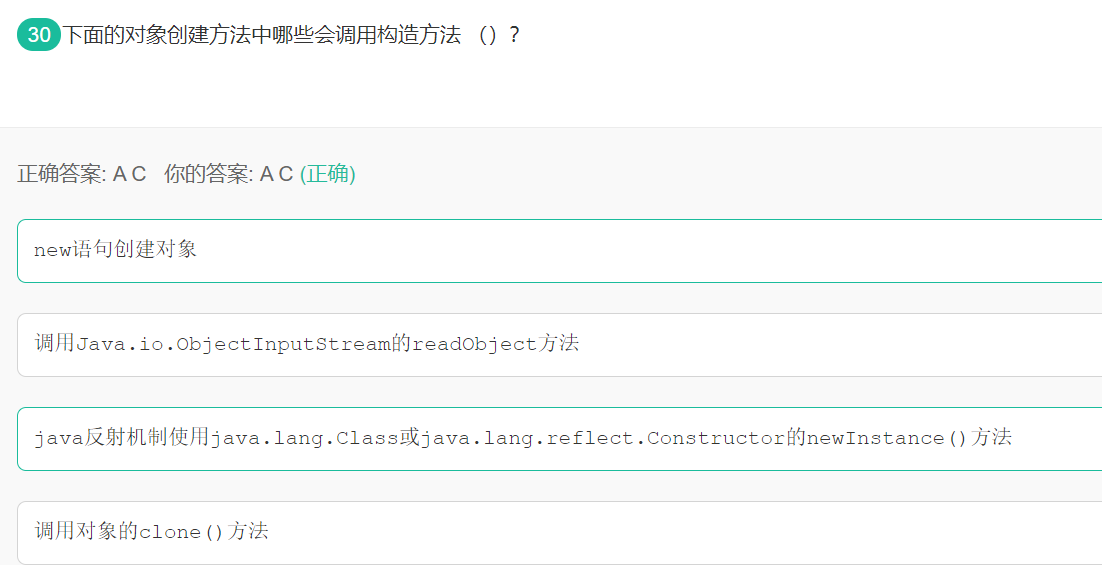 30 下面的对象创建方法中哪些会调用构造方法 （）？
正确答案: A C 你的答案: A C (正确)
new语句创建对象
调用Java.io.ObjectInputStream的readObject方法
java反射机制使用java.lang.Class或java.lang.reflect.Constructor的newInstance()方法
调用对象的clone()方法